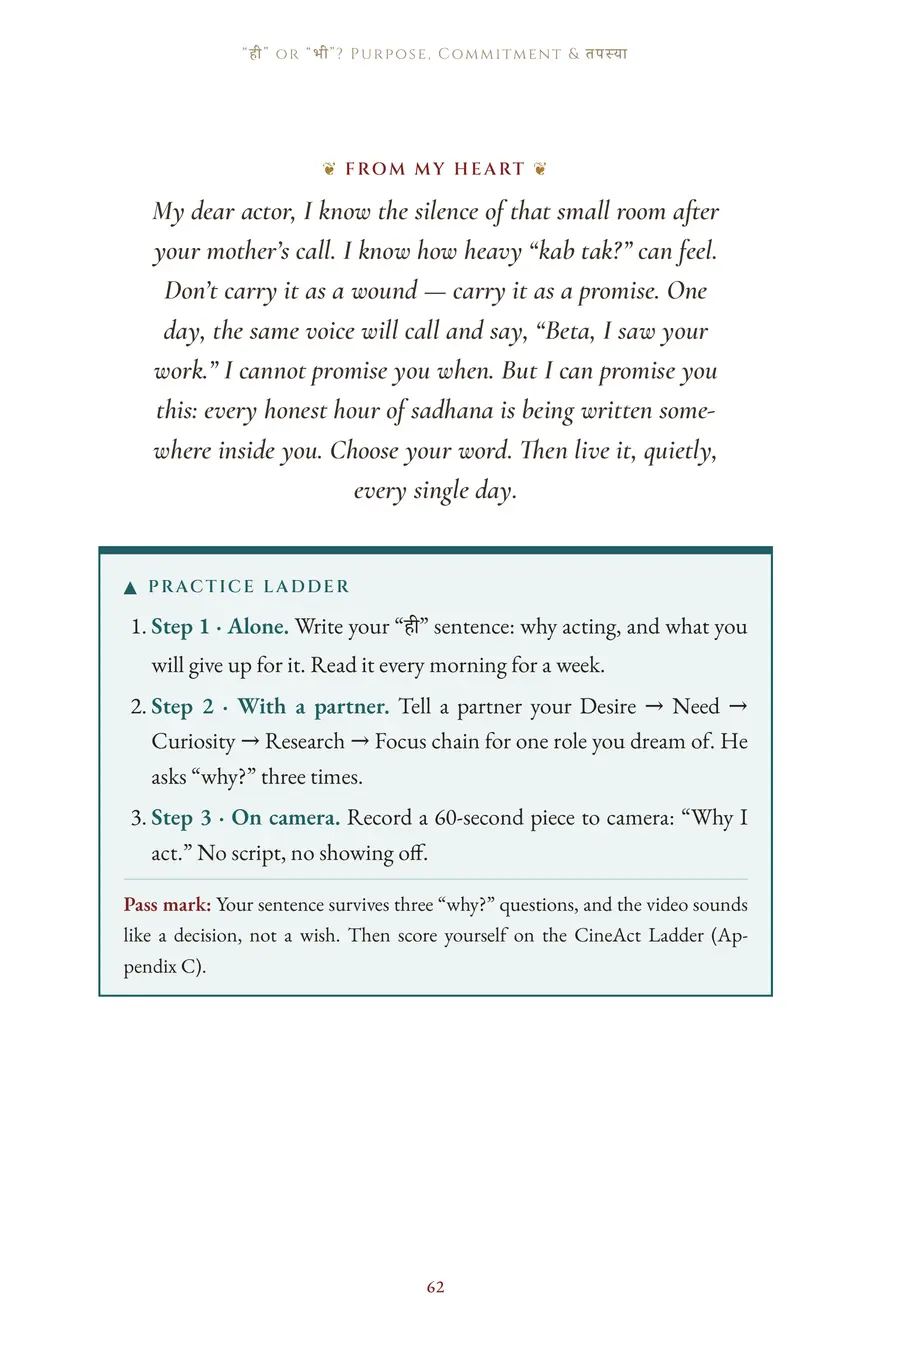 “ही” OR “भी”? PURPOSE, COMMITMENT & तपस्या
❦ FROM MY HEART ❦
My dear actor, I know the silence of that small room after
your mother’s call. I know how heavy “kab tak?” can feel.
Don’t carry it as a wound — carry it as a promise. One
day, the same voice will call and say, “Beta, I saw your
work.” I cannot promise you when. But I can promise you
this: every honest hour of sadhana is being written some-
where inside you. Choose your word. Then live it, quietly,
every single day.
▲ PRACTICE LADDER
1. Step 1 · Alone. Write your “ही” sentence: why acting, and what you
will give up for it. Read it every morning for a week.
2. Step 2 · With a partner. Tell a partner your Desire → Need →
Curiosity → Research → Focus chain for one role you dream of. He
asks “why?” three times.
3. Step 3 · On camera. Record a 60-second piece to camera: “Why I
act.” No script, no showing off.
Pass mark: Your sentence survives three “why?” questions, and the video sounds
like a decision, not a wish. Then score yourself on the CineAct Ladder (Ap-
pendix C).
62